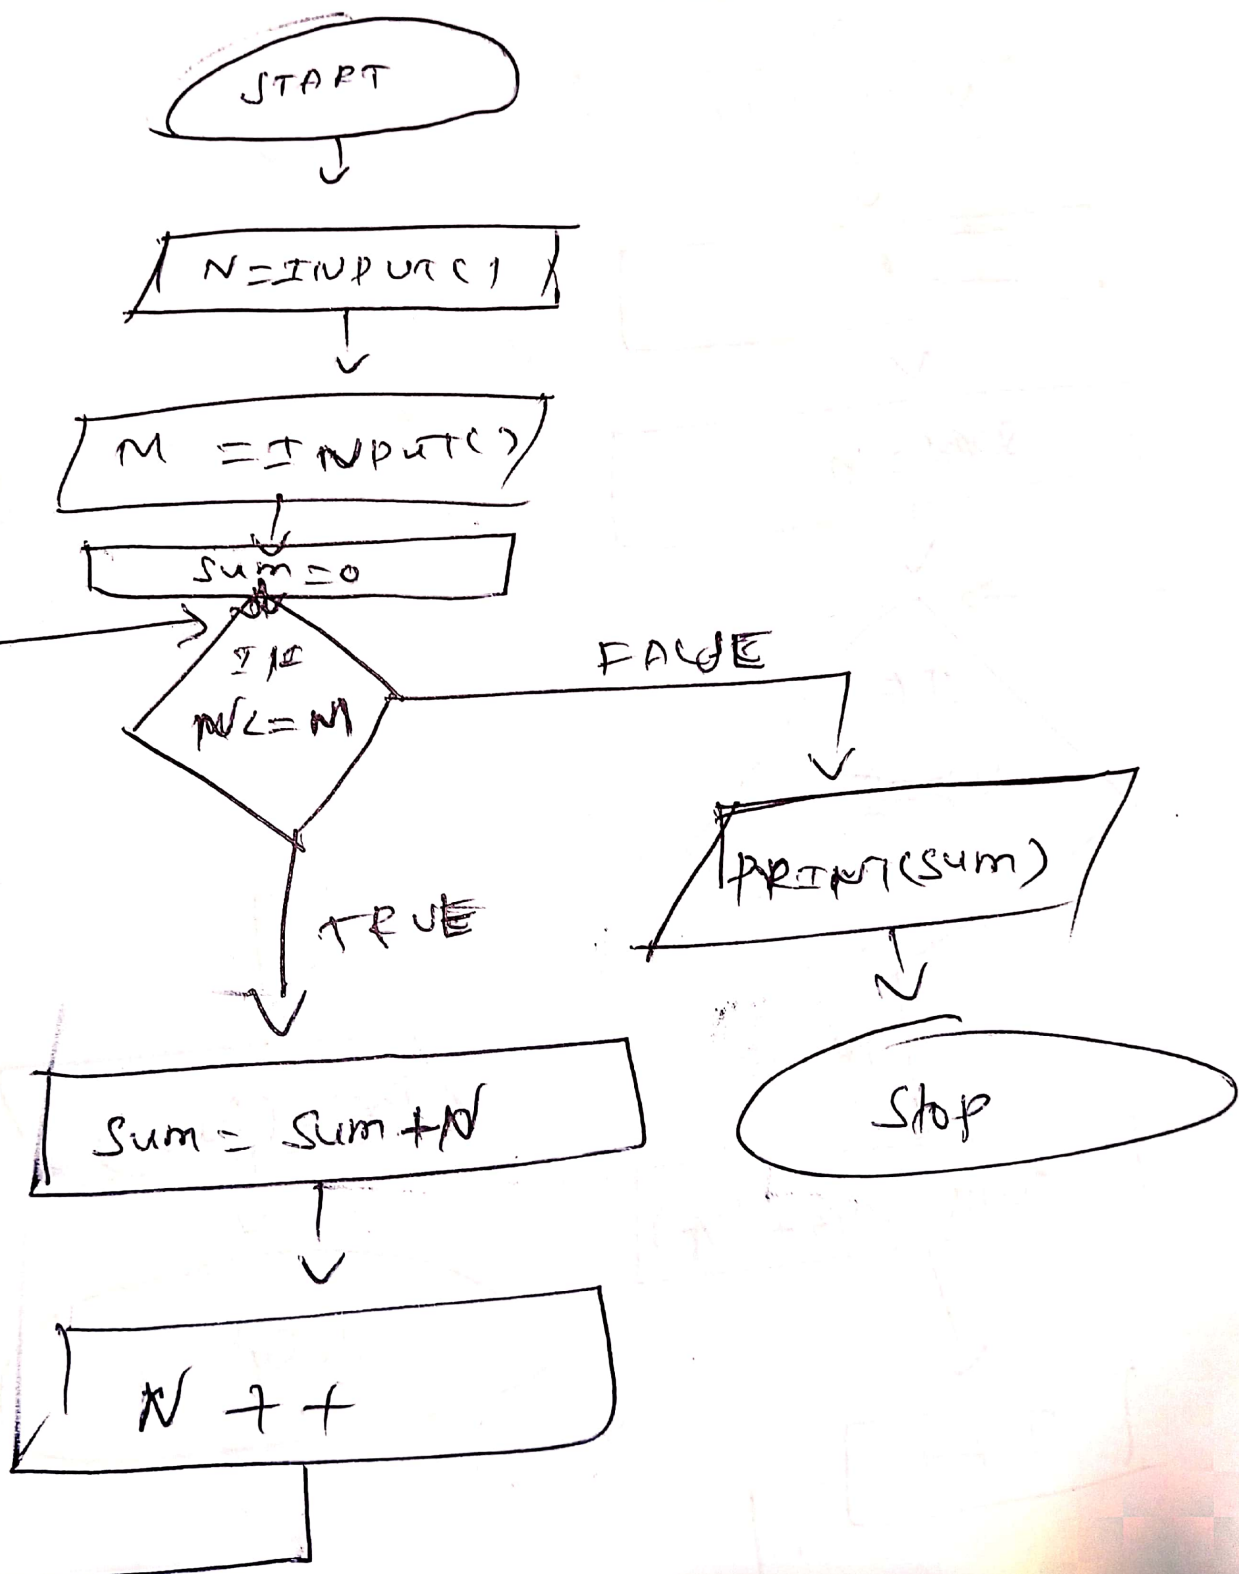 START
N=INPUT()
M =INPUT()
Sum=0
IF
N<=M
FALSE
PRINT(SUM)
TRUE
Stop
Sum= Sum+N
N ++